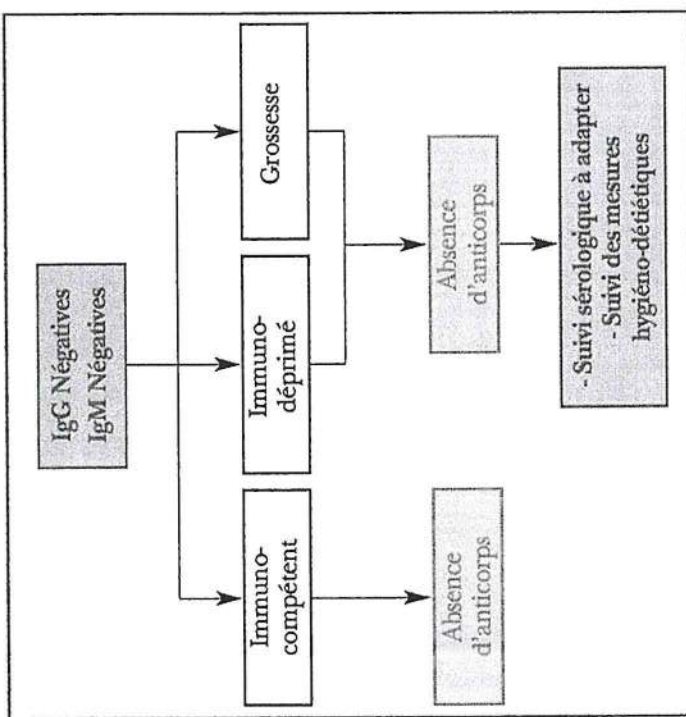 IgG Négatives
IgM Négatives
Immuno-
compétent
Immuno-
déprimé
Grossesse
Absence
d'anticorps
Absence
d'anticorps
- Suivi sérologique à adapter
- Suivi des mesures
hygiéno-détiétiques